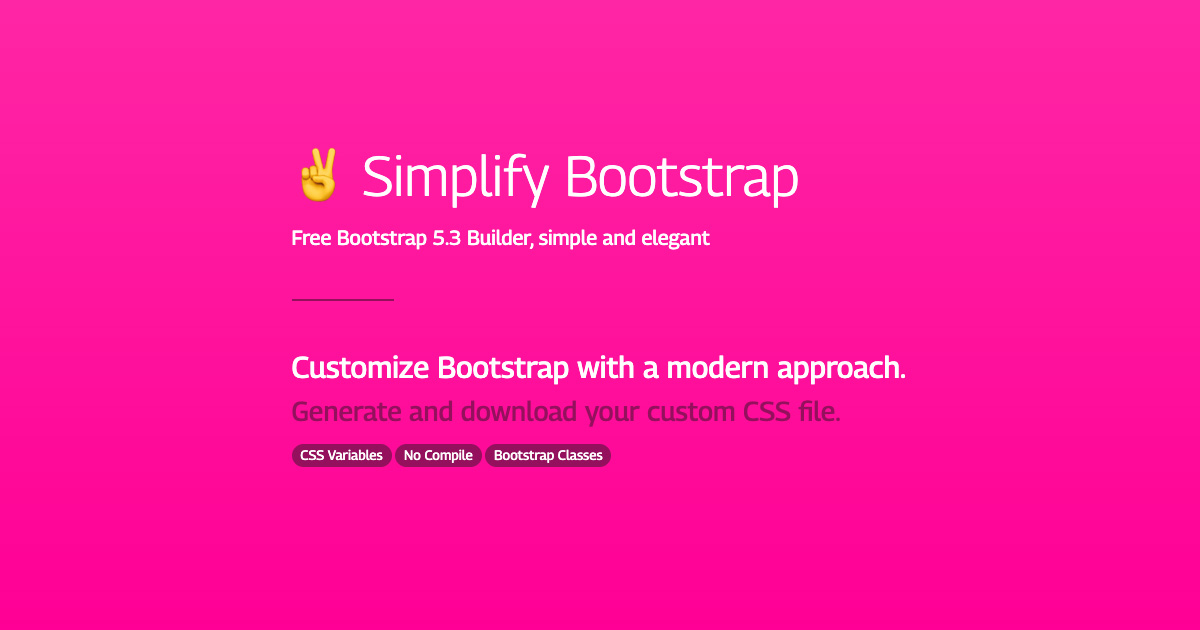 ✌️ Simplify Bootstrap
Free Bootstrap 5.3 Builder, simple and elegant
Customize Bootstrap with a modern approach.
Generate and download your custom CSS file.
CSS Variables No Compile Bootstrap Classes